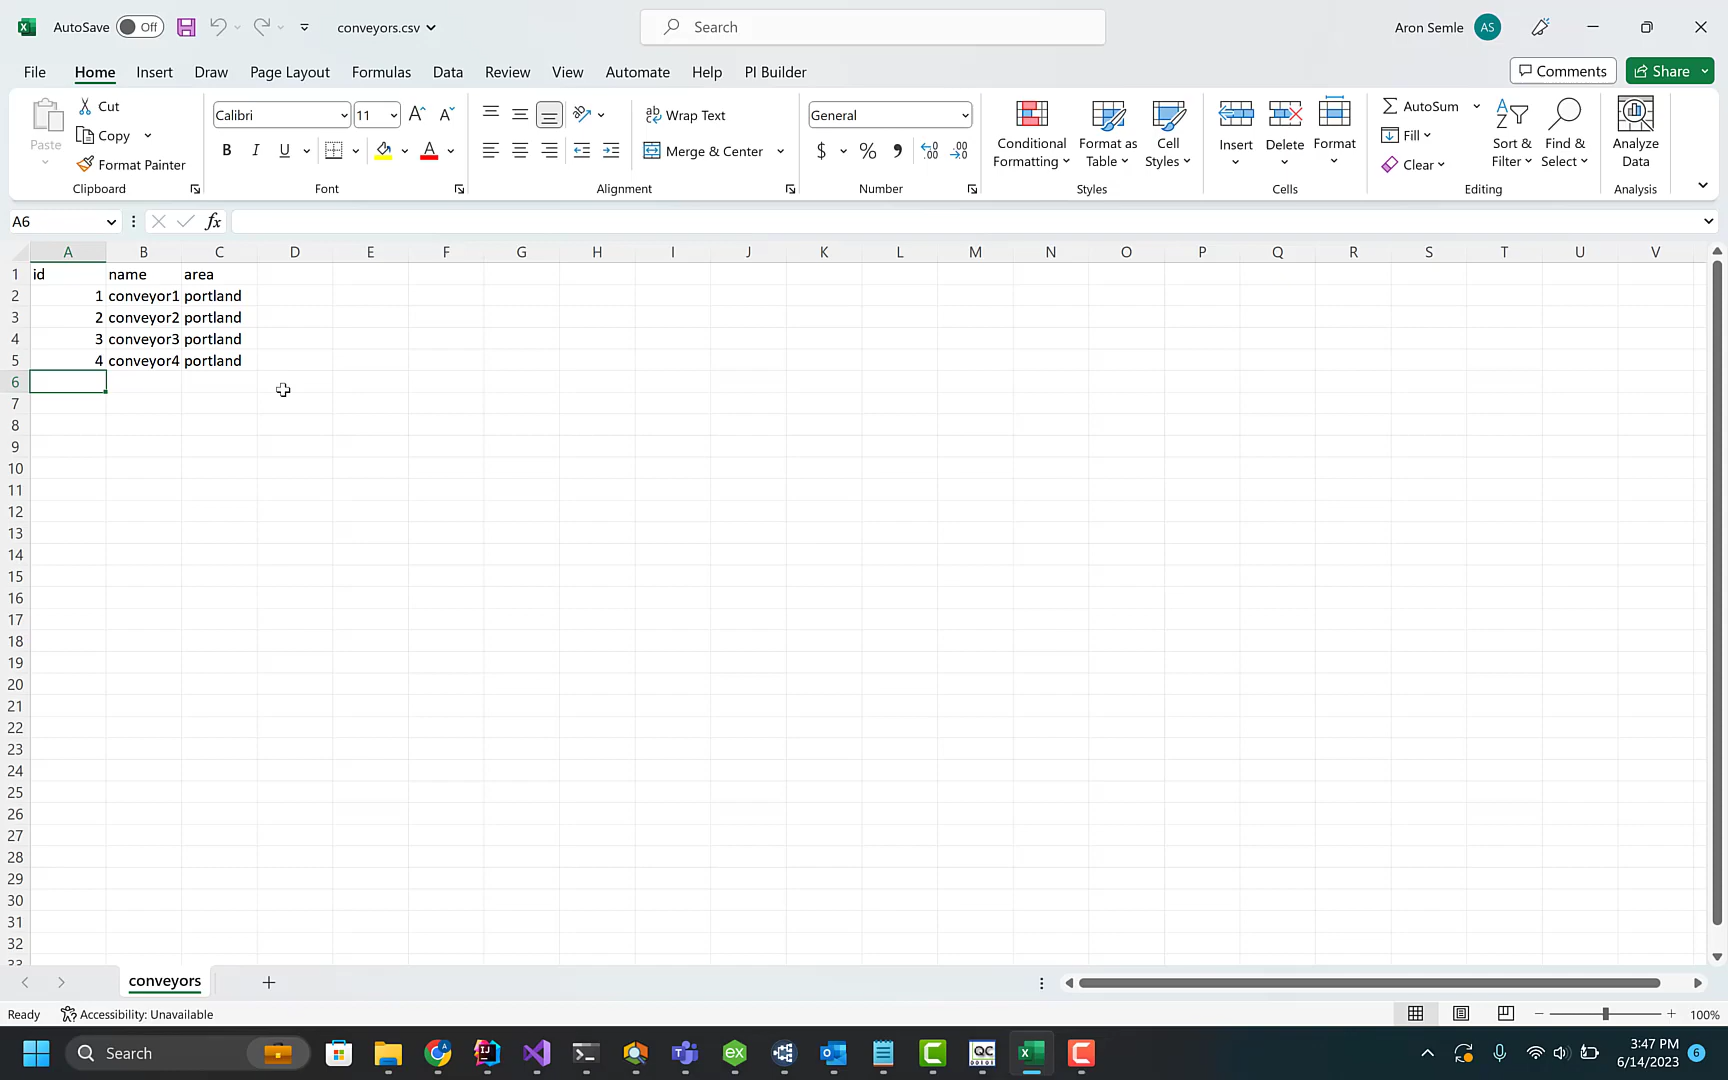 AutoSave Off conveyors.csv Search Aron Semle AS
File Home Insert Draw Page Layout Formulas Data Review View Automate Help PI Builder Comments Share
Paste Cut Copy Format Painter Clipboard
Calibri 11 B I U A Font
Wrap Text Merge & Center Alignment
General $ % Number
Conditional Formatting Format as Table Cell Styles Styles
Insert Delete Format Cells
AutoSum Fill Clear Sort & Filter Find & Select Editing
Analyze Data Analysis
A6 fx
A B C D E F G H I J K L M N O P Q R S T U V
1 id name area
2 1 conveyor1 portland
3 2 conveyor2 portland
4 3 conveyor3 portland
5 4 conveyor4 portland
6
7
8
9
10
11
12
13
14
15
16
17
18
19
20
21
22
23
24
25
26
27
28
29
30
31
32
33
conveyors
Ready Accessibility: Unavailable 100%
Search 3:47 PM
6/14/2023 6